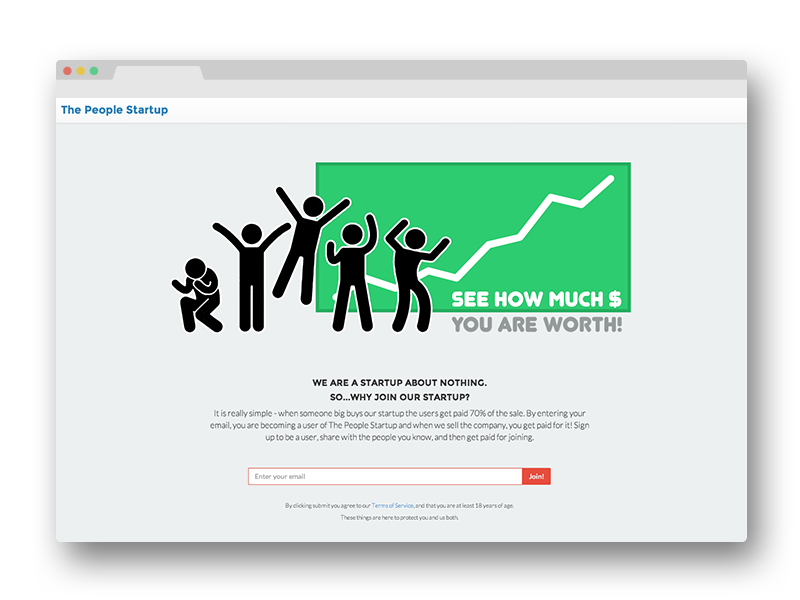 The People Startup
SEE HOW MUCH $
YOU ARE WORTH!
WE ARE A STARTUP ABOUT NOTHING.
SO...WHY JOIN OUR STARTUP?
It is really simple - when someone big buys our startup the users get paid 70% of the sale. By entering your
email, you are becoming a user of The People Startup and when we sell the company, you get paid for it! Sign
up to be a user, share with the people you know, and then get paid for joining.
Enter your email Join!
By clicking submit you agree to our Terms of Service, and that you are at least 18 years of age.
These things are here to protect you and us both.